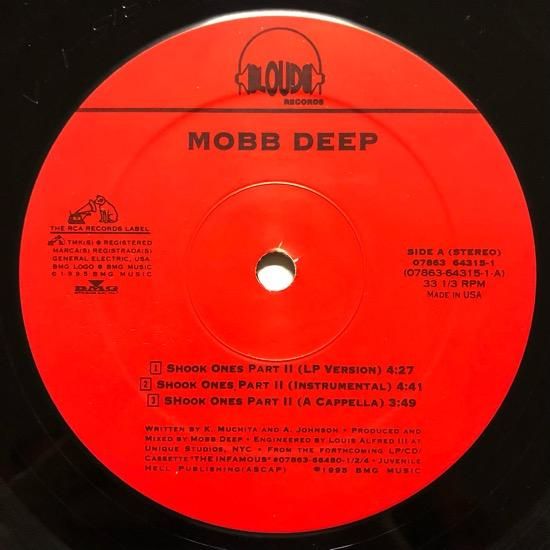 LOUD
RECORDS
MOBB DEEP
THE RCA RECORDS LABEL
TMK(S) ® REGISTERED
MARCA(S) REGISTRADA(S)
GENERAL ELECTRIC, USA
BMG LOGO ® BMG MUSIC
© 1995 BMG MUSIC
BMG
SIDE A (STEREO)
07863 64315-1
(07863-64315-1-A)
33 1/3 RPM
MADE IN USA
1 SHOOK ONES PART II (LP VERSION) 4:27
2 SHOOK ONES PART II (INSTRUMENTAL) 4:41
3 SHOOK ONES PART II (A CAPPELLA) 3:49
WRITTEN BY K. MUCHITA AND A. JOHNSON • PRODUCED AND
MIXED BY MOBB DEEP • ENGINEERED BY LOUIS ALFRED III AT
UNIQUE STUDIOS, NYC • FROM THE FORTHCOMING LP/CD/
CASSETTE "THE INFAMOUS" #07863-66480-1/2/4 • JUVENILE
HELL PUBLISHING(ASCAP) ℗1995 BMG MUSIC